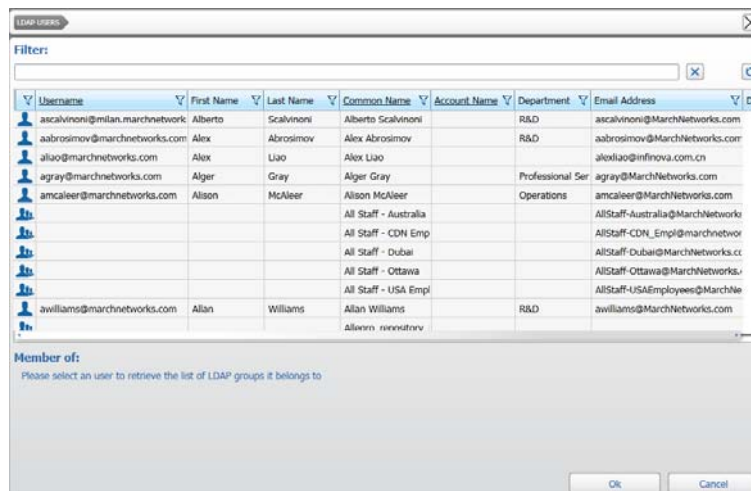 LDAP USERS
Filter:
Username First Name Last Name Common Name Account Name Department Email Address
ascalvinoni@milan.marchnetwork Alberto Scalvinoni Alberto Scalvinoni R&D ascalvinoni@MarchNetworks.com
aabrosimov@marchnetworks.com Alex Abrosimov Alex Abrosimov R&D aabrosimov@MarchNetworks.com
aliao@marchnetworks.com Alex Liao Alex Liao alexliao@infinova.com.cn
agray@marchnetworks.com Alger Gray Alger Gray Professional Ser agray@MarchNetworks.com
amcaleer@marchnetworks.com Alison McAleer Alison McAleer Operations amcaleer@MarchNetworks.com
All Staff - Australia AllStaff-Australia@MarchNetworks
All Staff - CDN Emp AllStaff-CDN_Empl@marchnetwor
All Staff - Dubai AllStaff-Dubai@MarchNetworks.cc
All Staff - Ottawa AllStaff-Ottawa@MarchNetworks.
All Staff - USA Empl AllStaff-USAEmployees@MarchNe
awilliams@marchnetworks.com Allan Williams Allan Williams R&D awilliams@MarchNetworks.com
Allegro_repository
Member of:
Please select an user to retrieve the list of LDAP groups it belongs to
Ok Cancel